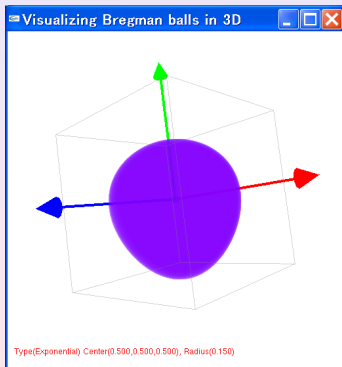 Visualizing Bregman balls in 3D
Type(Exponential) Center(0.500,0.500,0.500), Radius(0.150)